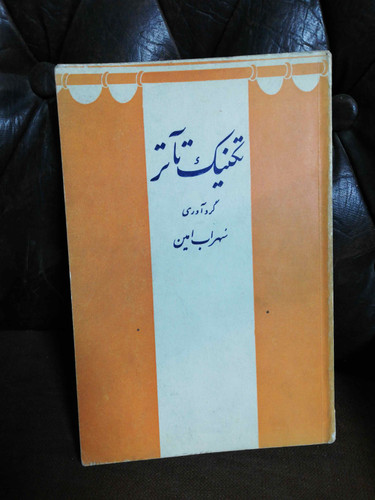 تکنیک تآتر
گردآوری
سهراب امین